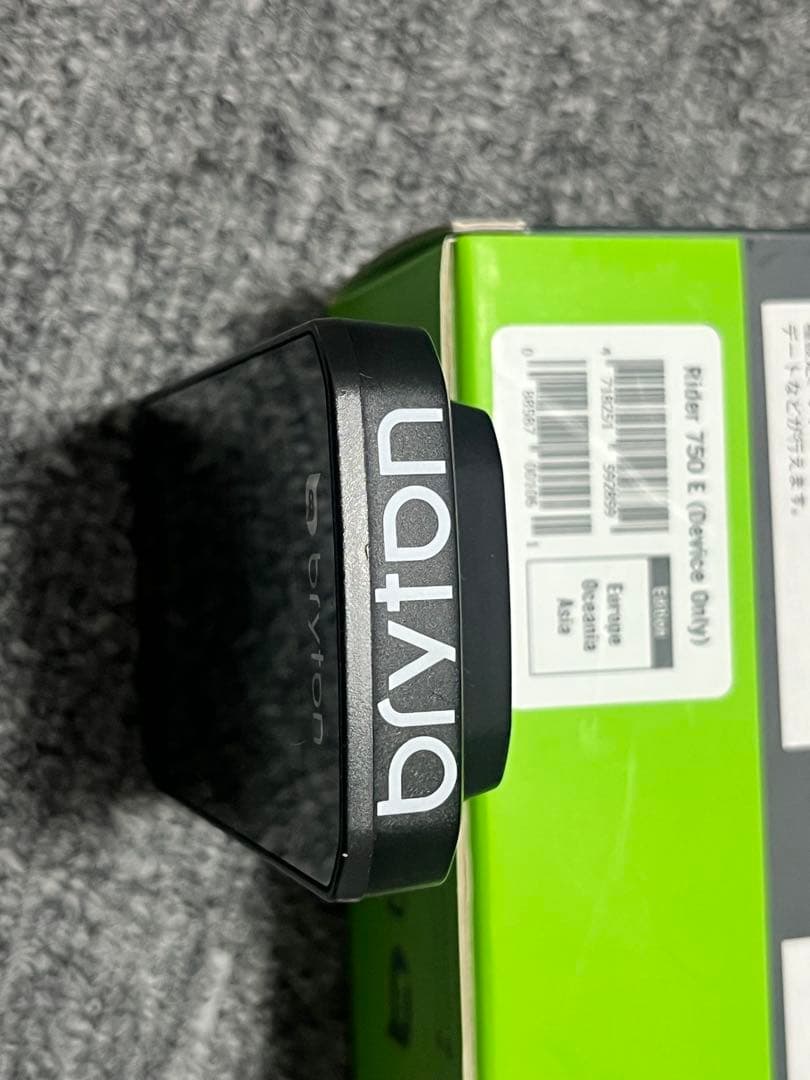 bryton
bryton
Rider 750 E (Device Only)
Edition
Europe
Oceania
Asia
デートなどが行えます。